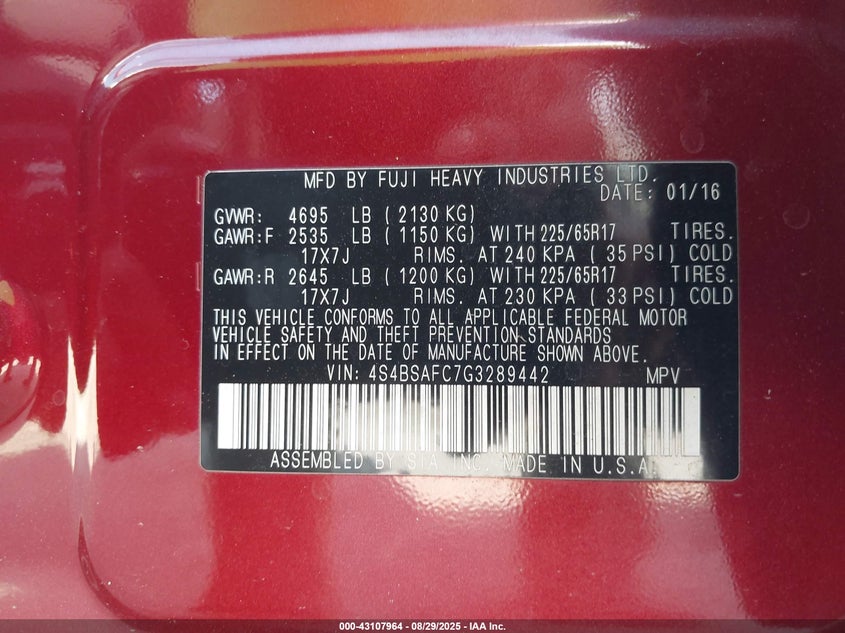 MFD BY FUJI HEAVY INDUSTRIES LTD.
DATE: 01/16
GVWR: 4695 LB ( 2130 KG)
GAWR:F 2535 LB ( 1150 KG) WITH 225/65R17 TIRES.
17X7J RIMS. AT 240 KPA ( 35 PSI) COLD
GAWR:R 2645 LB ( 1200 KG) WITH 225/65R17 TIRES.
17X7J RIMS. AT 230 KPA ( 33 PSI) COLD
THIS VEHICLE CONFORMS TO ALL APPLICABLE FEDERAL MOTOR
VEHICLE SAFETY AND THEFT PREVENTION STANDARDS
IN EFFECT ON THE DATE OF MANUFACTURE SHOWN ABOVE.
VIN: 4S4BSAFC7G3289442 MPV
ASSEMBLED BY SIA INC. MADE IN U.S.A.
000-43107964 - 08/29/2025 - IAA Inc.